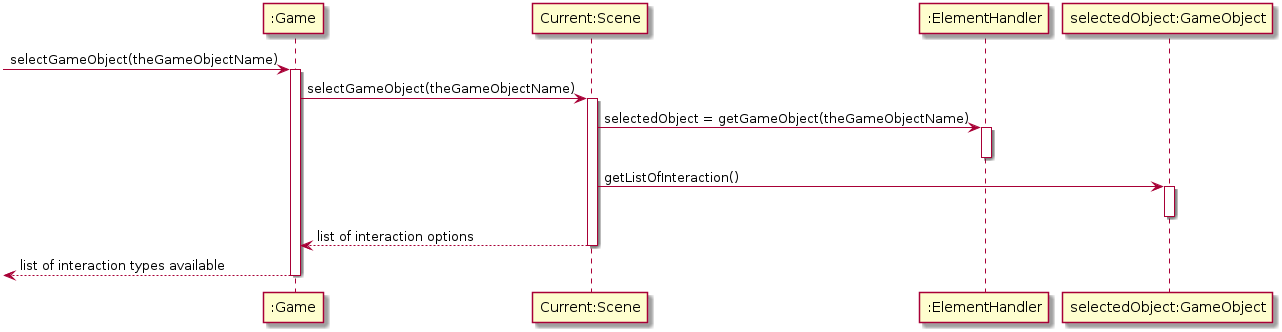 :Game
Current:Scene
:ElementHandler
selectedObject:GameObject
selectGameObject(theGameObjectName)
selectGameObject(theGameObjectName)
selectedObject = getGameObject(theGameObjectName)
getListOfInteraction()
list of interaction options
list of interaction types available
:Game
Current:Scene
:ElementHandler
selectedObject:GameObject